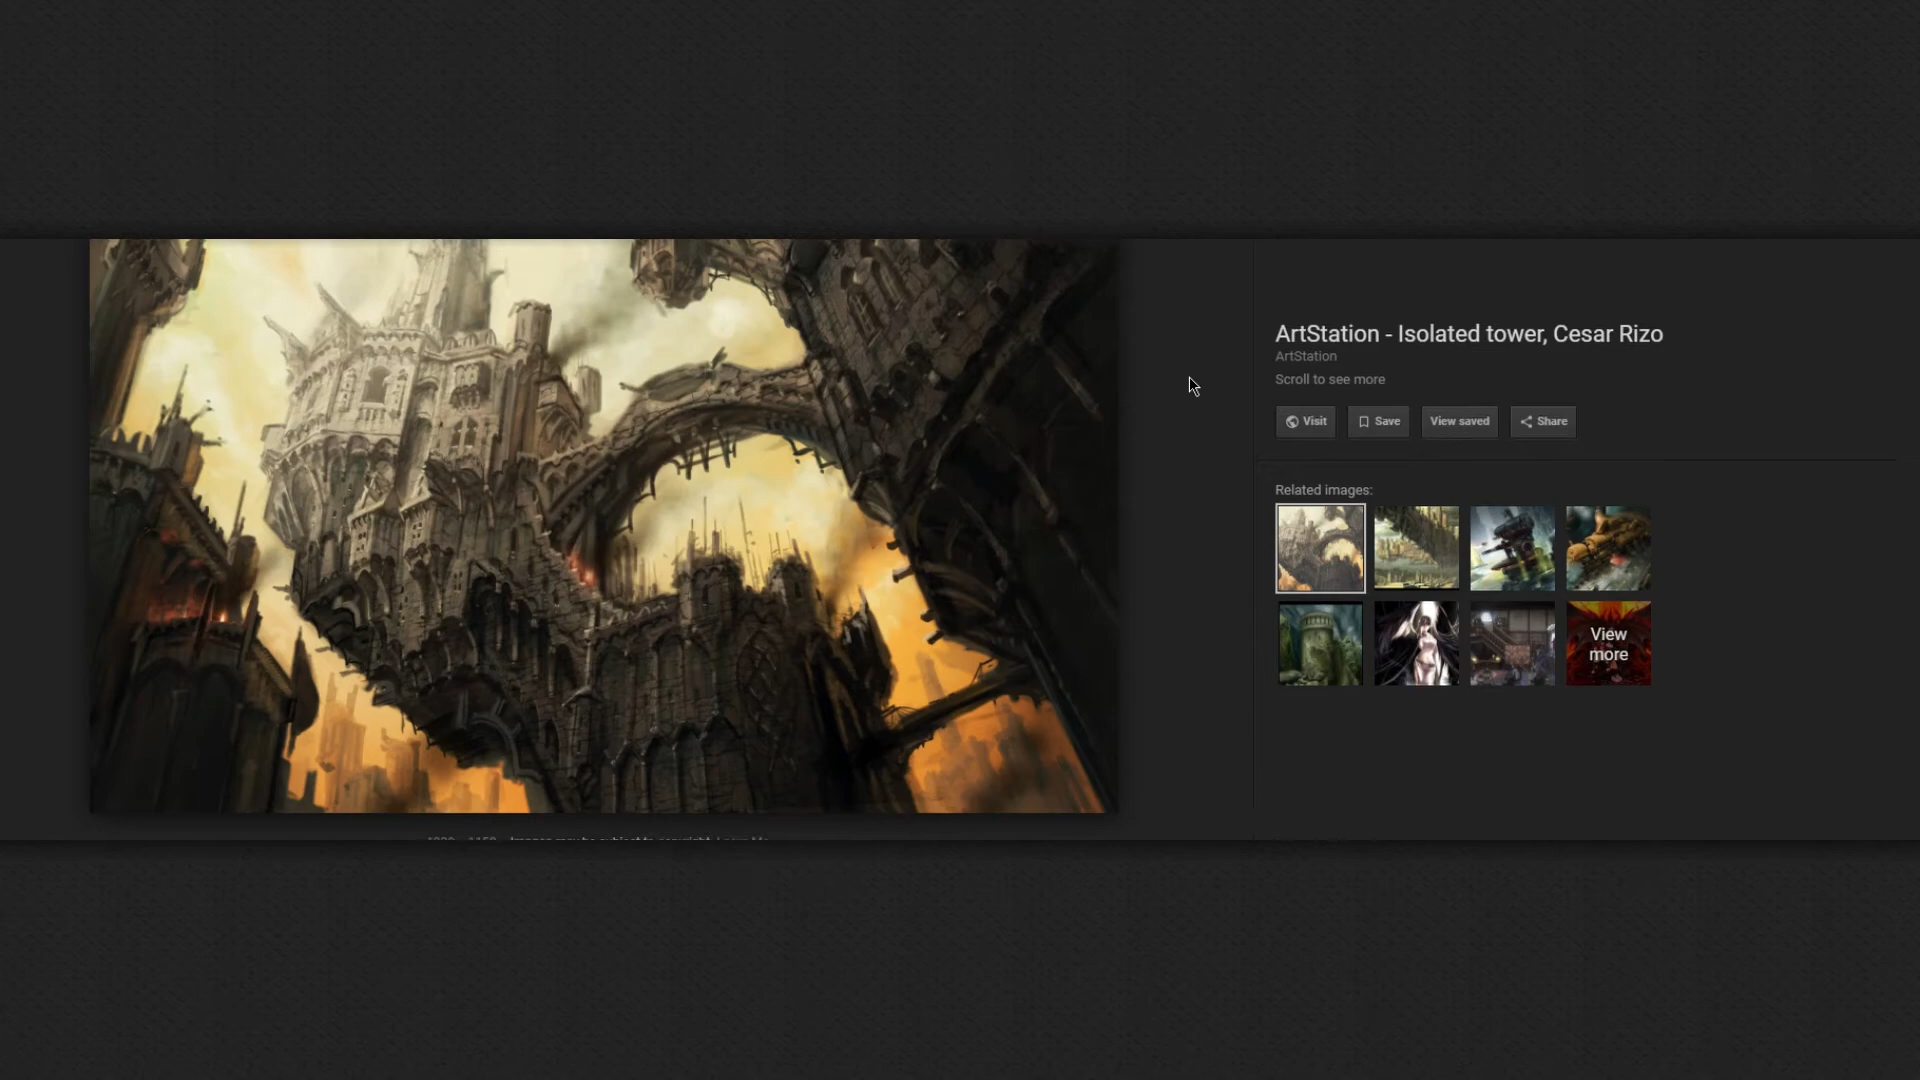 ArtStation - Isolated tower, Cesar Rizo
ArtStation
Scroll to see more
Visit
Save
View saved
Share
Related images:
View
more